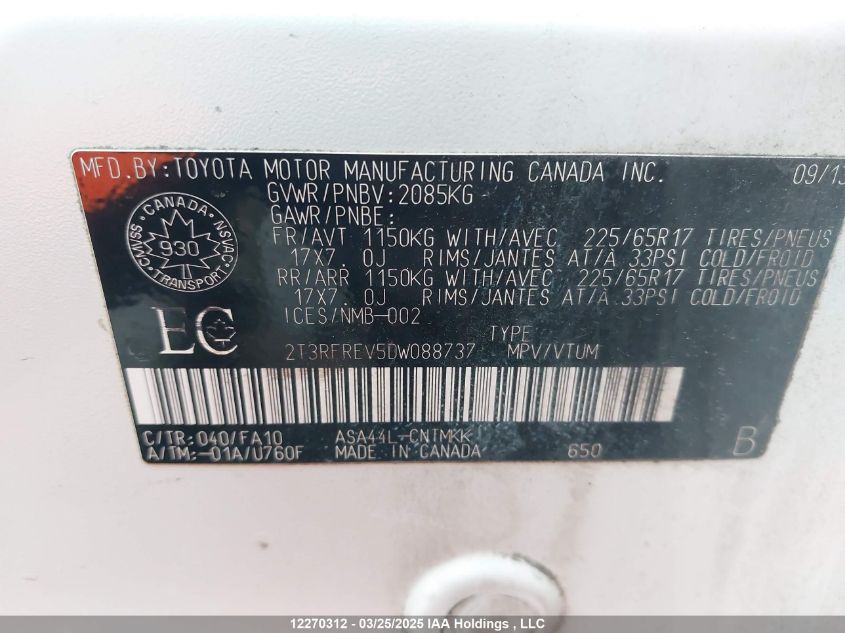 MFD.BY:TOYOTA MOTOR MANUFACTURING CANADA INC. 09/13
GVWR/PNBV:2085KG
GAWR/PNBE:
FR/AVT 1150KG WITH/AVEC 225/65R17 TIRES/PNEUS
17X7.0J RIMS/JANTES AT/À 33PSI COLD/FROID
RR/ARR 1150KG WITH/AVEC 225/65R17 TIRES/PNEUS
17X7.0J RIMS/JANTES AT/À 33PSI COLD/FROID
ICES/NMB-002
CANADA
CMVSS NSVAC
930
TRANSPORT
EC
TYPE
2T3RFREV5DW088737 MPV/VTUM
C/TR:040/FA10 ASA44L-CNTMKK
A/TM:-01A/U760F MADE IN CANADA 650 B
12270312 - 03/25/2025 IAA Holdings , LLC